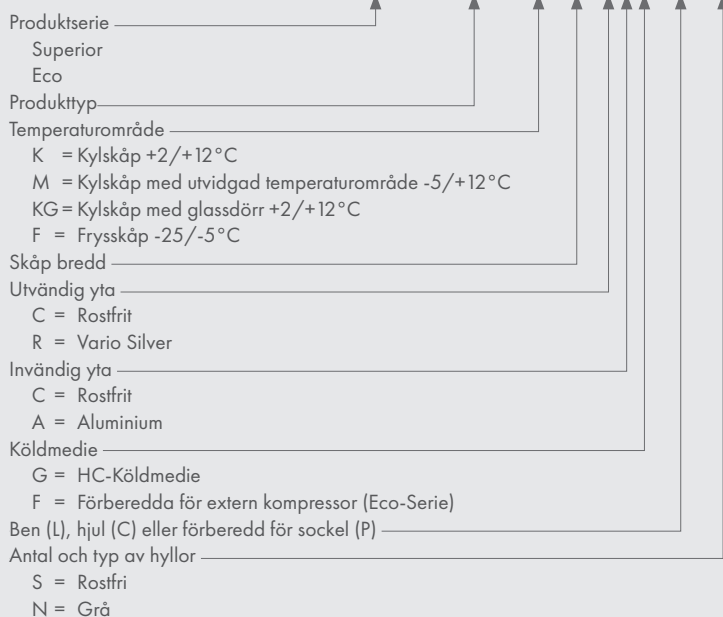 Produktserie
Superior
Eco
Produkttyp
Temperaturområde
K = Kylskåp +2/+12°C
M = Kylskåp med utvidgad temperaturområde -5/+12°C
KG = Kylskåp med glassdörr +2/+12°C
F = Frysskåp -25/-5°C
Skåp bredd
Utvändig yta
C = Rostfrit
R = Vario Silver
Invändig yta
C = Rostfrit
A = Aluminium
Köldmedie
G = HC-Köldmedie
F = Förberedda för extern kompressor (Eco-Serie)
Ben (L), hjul (C) eller förberedd för sockel (P)
Antal och typ av hyllor
S = Rostfri
N = Grå